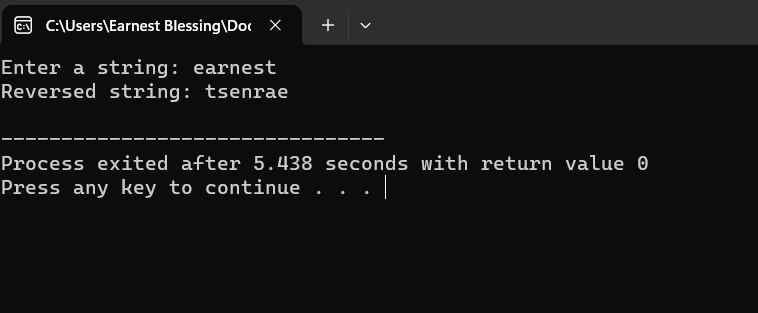 C:\Users\Earnest Blessing\Doc
Enter a string: earnest
Reversed string: tsenrae
--------------------------------
Process exited after 5.438 seconds with return value 0
Press any key to continue . . .